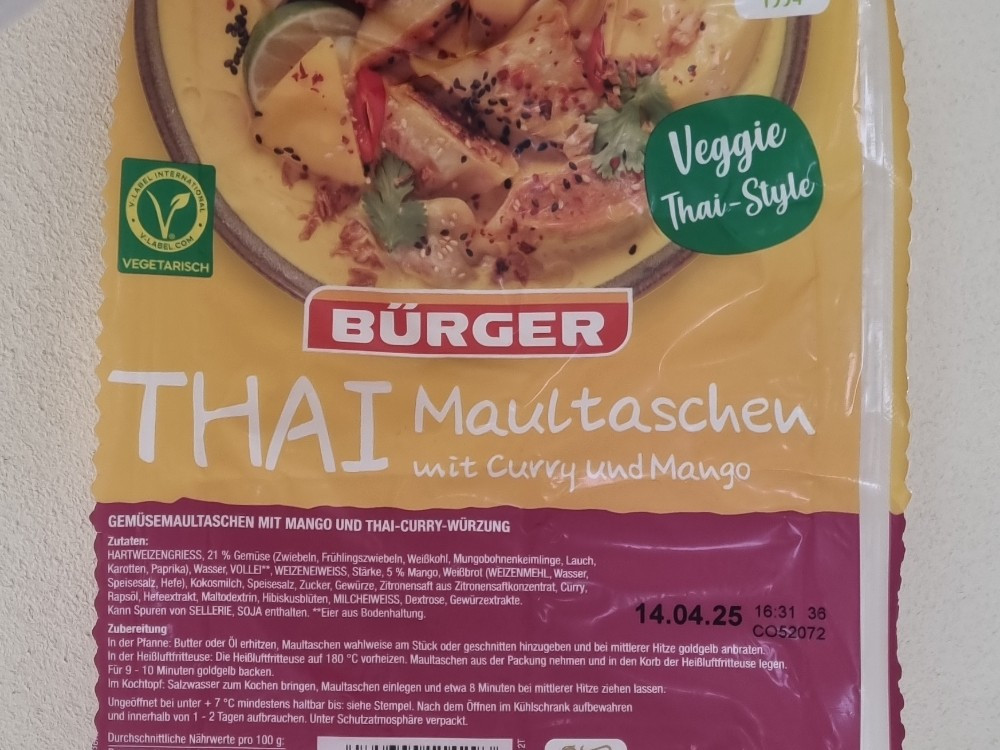 1994
Veggie
Thai-Style
V-LABEL INTERNATIONAL
V-LABEL.COM
VEGETARISCH
BÜRGER
THAI Maultaschen
mit Curry und Mango
GEMÜSEMAULTASCHEN MIT MANGO UND THAI-CURRY-WÜRZUNG
Zutaten:
HARTWEIZENGRIESS, 21 % Gemüse (Zwiebeln, Frühlingszwiebeln, Weißkohl, Mungobohnenkeimlinge, Lauch,
Karotten, Paprika), Wasser, VOLLEI**, WEIZENEIWEISS, Stärke, 5 % Mango, Weißbrot (WEIZENMEHL, Wasser,
Speisesalz, Hefe), Kokosmilch, Speisesalz, Zucker, Gewürze, Zitronensaft aus Zitronensaftkonzentrat, Curry,
Rapsöl, Hefeextrakt, Maltodextrin, Hibiskusblüten, MILCHEIWEISS, Dextrose, Gewürzextrakte.
Kann Spuren von SELLERIE, SOJA enthalten. **Eier aus Bodenhaltung.
14.04.25 16:31 36
CO52072
Zubereitung
In der Pfanne: Butter oder Öl erhitzen, Maultaschen wahlweise am Stück oder geschnitten hinzugeben und bei mittlerer Hitze goldgelb anbraten.
In der Heißluftfritteuse: Die Heißluftfritteuse auf 180 °C vorheizen. Maultaschen aus der Packung nehmen und in den Korb der Heißluftfritteuse legen.
Für 9 - 10 Minuten goldgelb backen.
Im Kochtopf: Salzwasser zum Kochen bringen, Maultaschen einlegen und etwa 8 Minuten bei mittlerer Hitze ziehen lassen.
Ungeöffnet bei unter + 7 °C mindestens haltbar bis: siehe Stempel. Nach dem Öffnen im Kühlschrank aufbewahren
und innerhalb von 1 - 2 Tagen aufbrauchen. Unter Schutzatmosphäre verpackt.
Durchschnittliche Nährwerte pro 100 g: